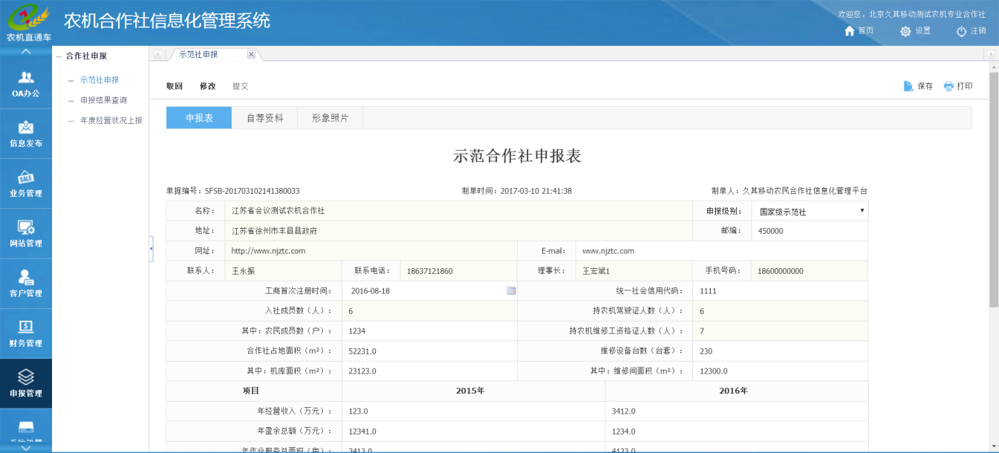 农机直通车
农机合作社信息化管理系统
欢迎您，北京久其移动测试农机专业合作社
首页 设置 注销
OA办公
信息发布
SALE
业务管理
网站管理
客户管理
财务管理
申报管理
系统设置
合作社申报
示范社申报
申报结果查询
年度经营状况上报
示范社申报
取回 修改 提交 保存 打印
申报表 自荐资料 形象照片
示范合作社申报表
单据编号：SFSB-201703102141380033 制单时间：2017-03-10 21:41:38 制单人：久其移动农民合作社信息化管理平台
名称： 江苏省会议测试农机合作社 申报级别： 国家级示范社
地址： 江苏省徐州市丰县县政府 邮编： 450000
网址： http://www.njztc.com E-mail： www.njztc.com
联系人： 王永振 联系电话： 18637121860 理事长： 王宏斌1 手机号码： 18600000000
工商首次注册时间： 2016-08-18 统一社会信用代码： 1111
入社成员数（人）： 6 持农机驾驶证人数（人）： 6
其中：农民成员数（户）： 1234 持农机维修工资格证人数（人）： 7
合作社占地面积（m²）： 52231.0 维修设备台数（台套）： 230
其中：机库面积（m²）： 23123.0 其中：维修间面积（m²）： 12300.0
项目 2015年 2016年
年经营收入（万元）： 123.0 3412.0
年盈余总额（万元）： 12341.0 1234.0
年作业服务总面积（亩）： 3412.0 4123.0